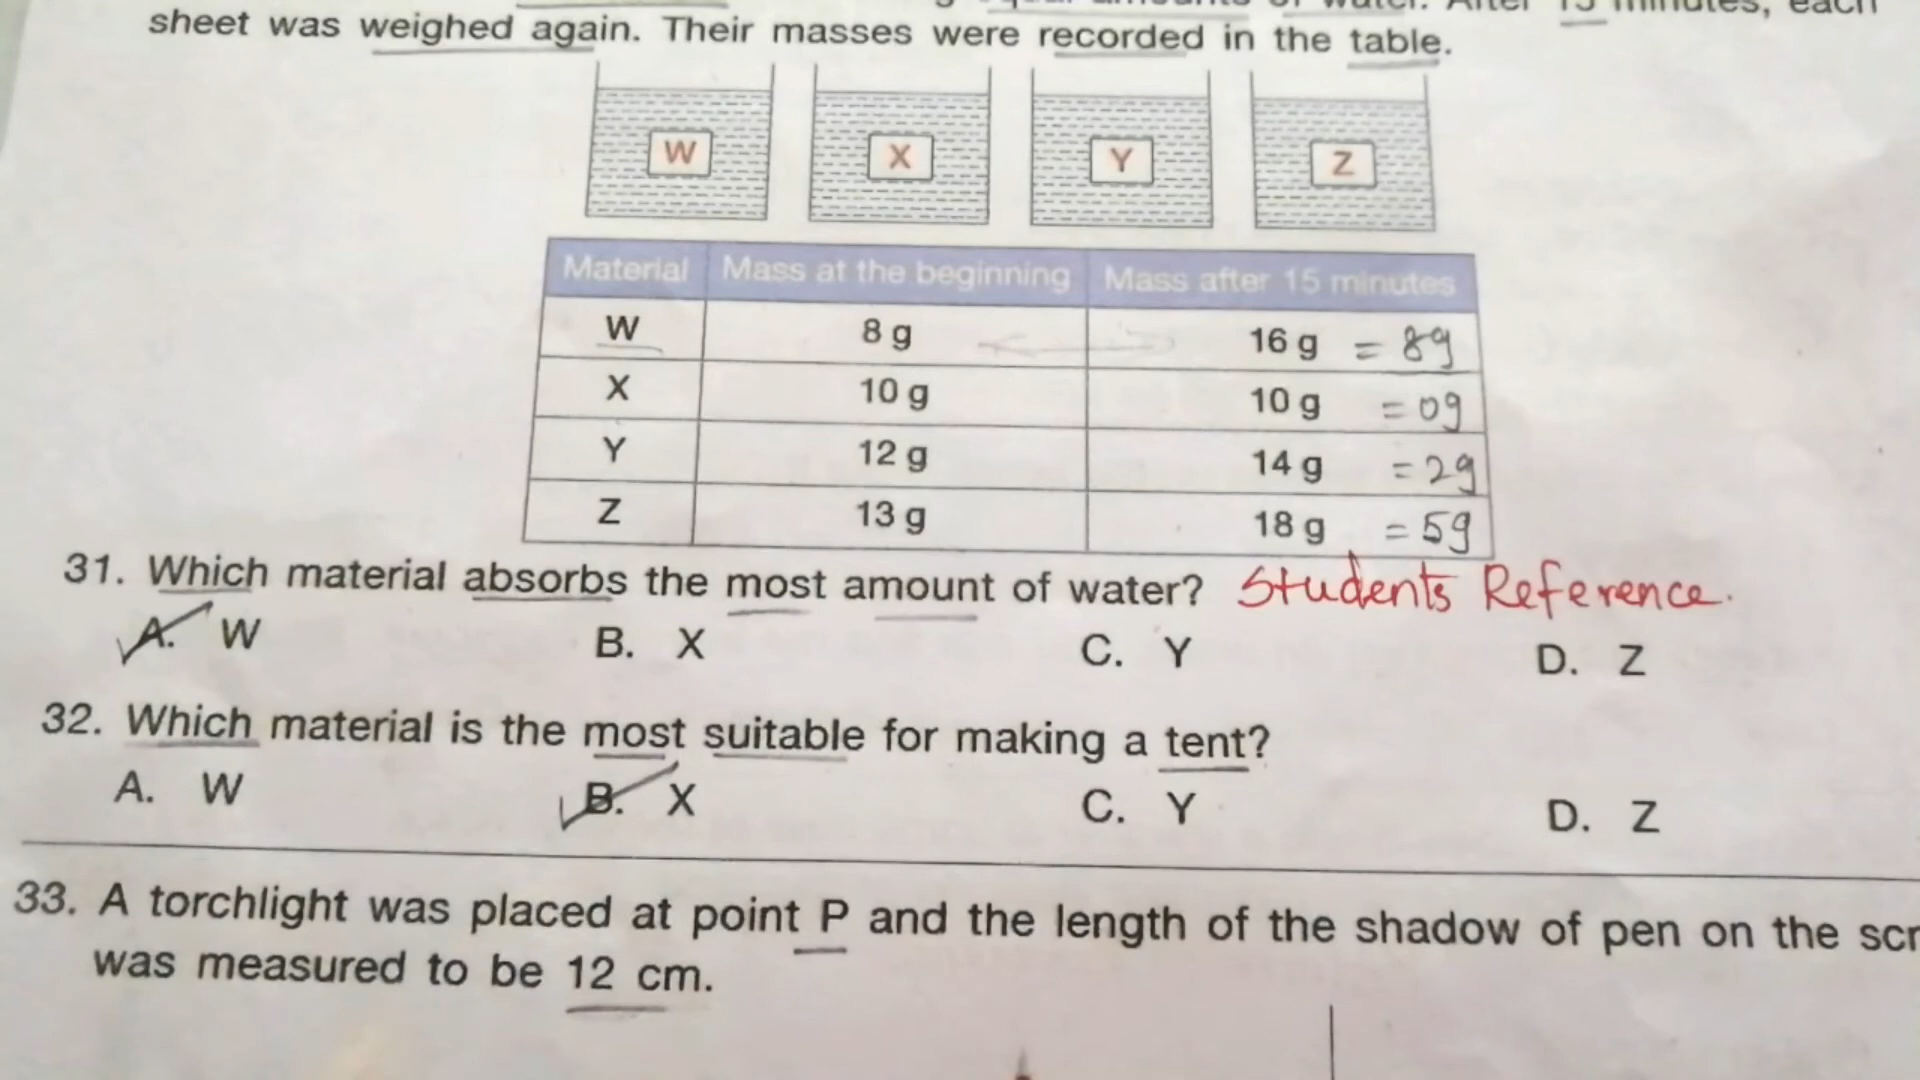 sheet was weighed again. Their masses were recorded in the table.
W X Y Z
Material Mass at the beginning Mass after 15 minutes
W 8 g 16 g = 8g
X 10 g 10 g = 0g
Y 12 g 14 g = 2g
Z 13 g 18 g = 5g
31. Which material absorbs the most amount of water? Students Reference.
A. W B. X C. Y D. Z
32. Which material is the most suitable for making a tent?
A. W B. X C. Y D. Z
33. A torchlight was placed at point P and the length of the shadow of pen on the scr
was measured to be 12 cm.